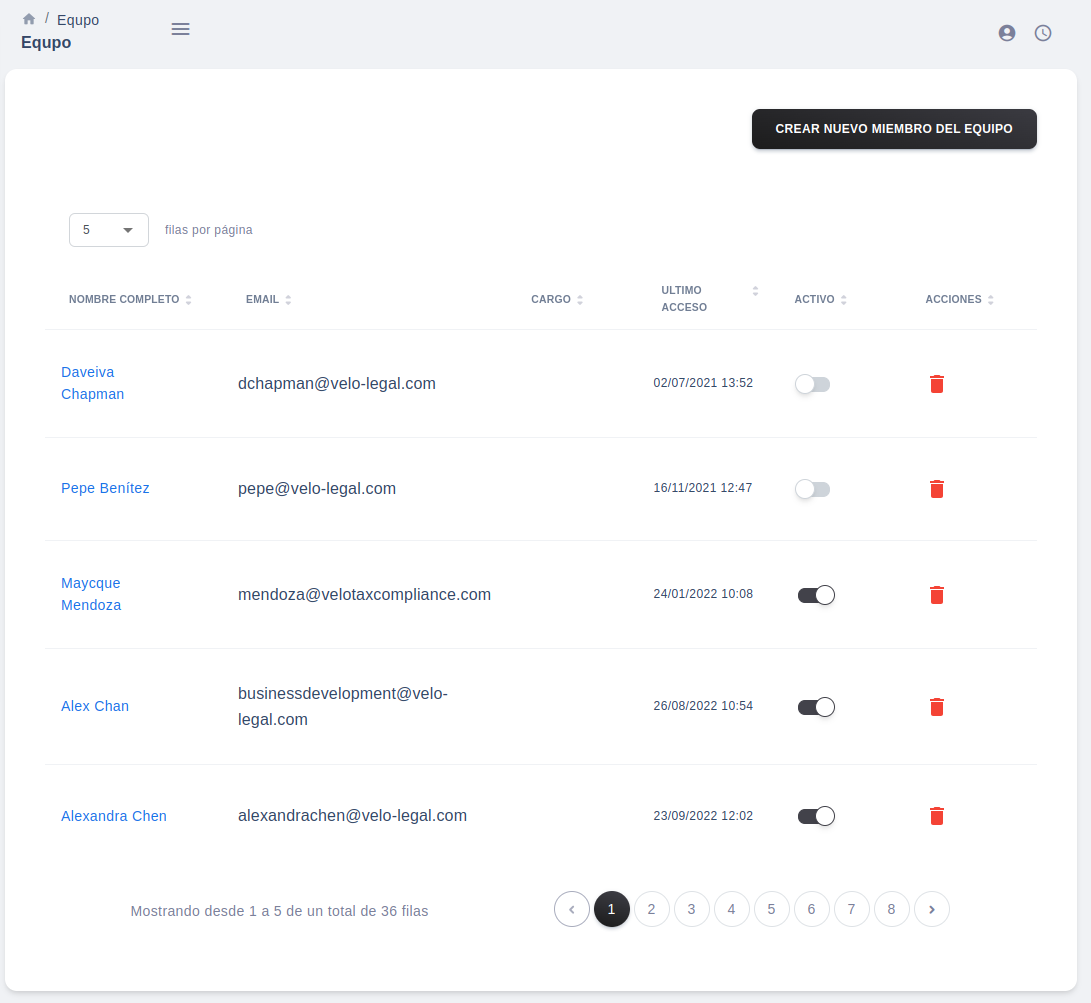 / Equpo
Equpo
CREAR NUEVO MIEMBRO DEL EQUIPO
5 filas por página
NOMBRE COMPLETO EMAIL CARGO ULTIMO ACCESO ACTIVO ACCIONES
Daveiva
Chapman
dchapman@velo-legal.com
02/07/2021 13:52
Pepe Benítez
pepe@velo-legal.com
16/11/2021 12:47
Maycque
Mendoza
mendoza@velotaxcompliance.com
24/01/2022 10:08
Alex Chan
businessdevelopment@velo-
legal.com
26/08/2022 10:54
Alexandra Chen
alexandrachen@velo-legal.com
23/09/2022 12:02
Mostrando desde 1 a 5 de un total de 36 filas
‹ 1 2 3 4 5 6 7 8 ›